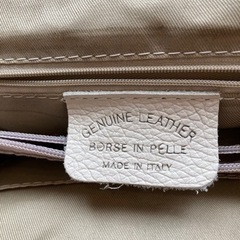 GENUINE LEATHER
BORSE IN PELLE
MADE IN ITALY